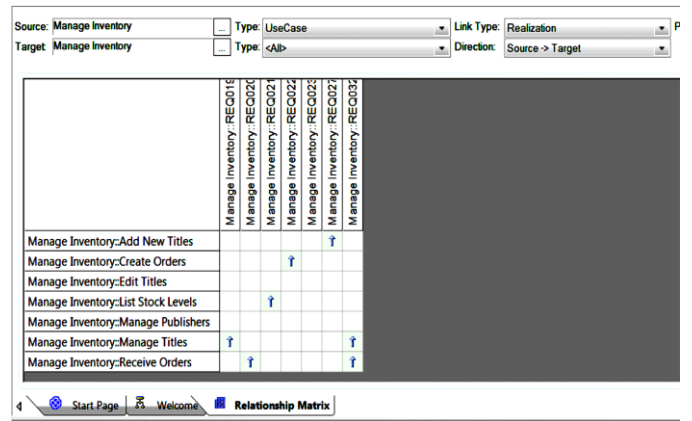 Source: Manage Inventory ... Type: UseCase Link Type: Realization P
Target: Manage Inventory ... Type: <All> Direction: Source -> Target
Manage Inventory::REQ019
Manage Inventory::REQ020
Manage Inventory::REQ021
Manage Inventory::REQ022
Manage Inventory::REQ023
Manage Inventory::REQ027
Manage Inventory::REQ032
Manage Inventory::Add New Titles
Manage Inventory::Create Orders
Manage Inventory::Edit Titles
Manage Inventory::List Stock Levels
Manage Inventory::Manage Publishers
Manage Inventory::Manage Titles
Manage Inventory::Receive Orders
Start Page Welcome Relationship Matrix